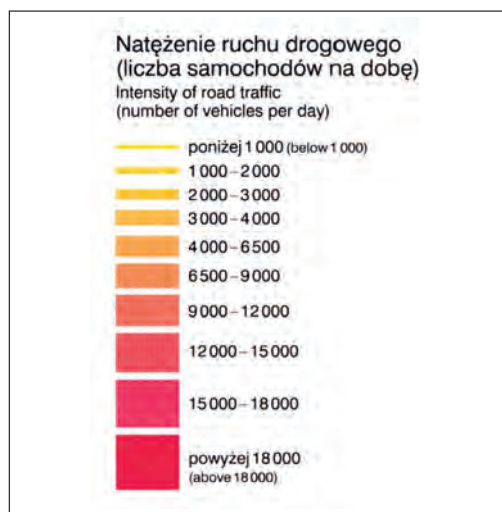 Natężenie ruchu drogowego
(liczba samochodów na dobę)
Intensity of road traffic
(number of vehicles per day)
poniżej 1 000 (below 1 000)
1 000 – 2 000
2 000 – 3 000
3 000 – 4 000
4 000 – 6 500
6 500 – 9 000
9 000 – 12 000
12 000 – 15 000
15 000 – 18 000
powyżej 18 000
(above 18 000)